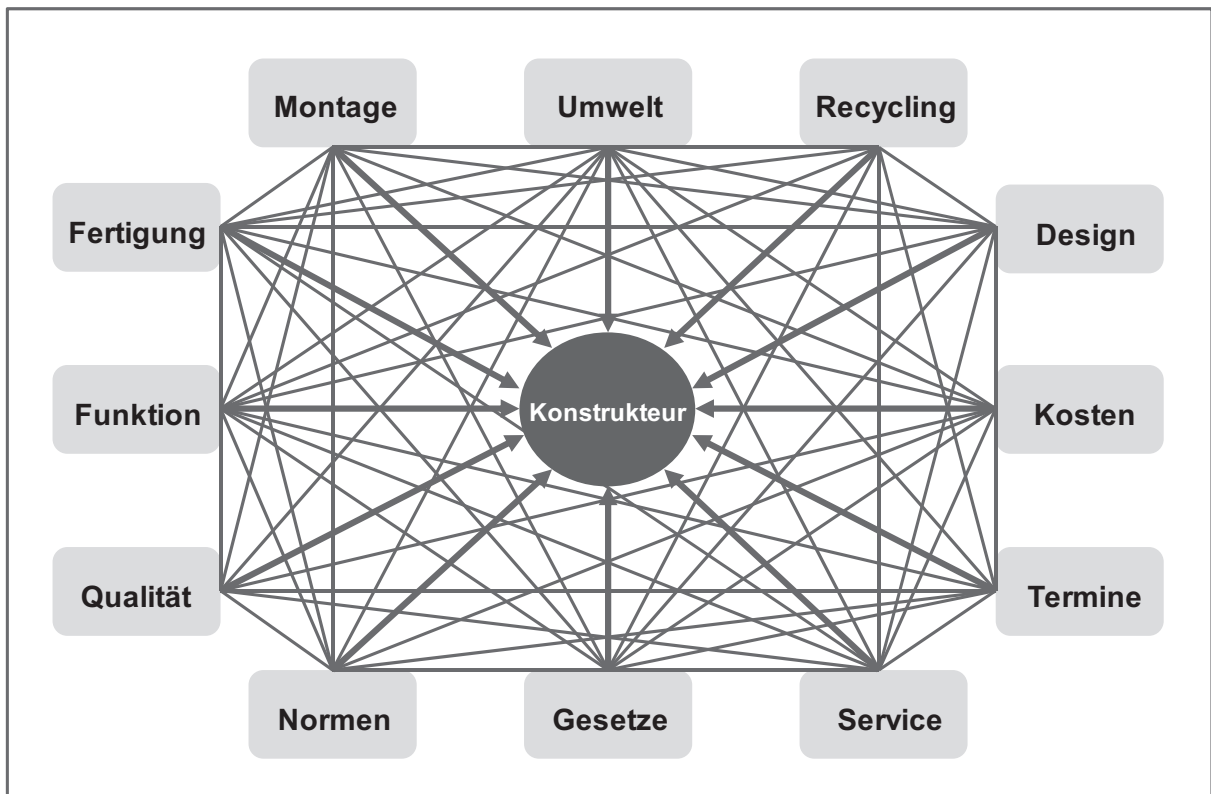 Montage
Umwelt
Recycling
Fertigung
Design
Funktion
Konstrukteur
Kosten
Qualität
Termine
Normen
Gesetze
Service